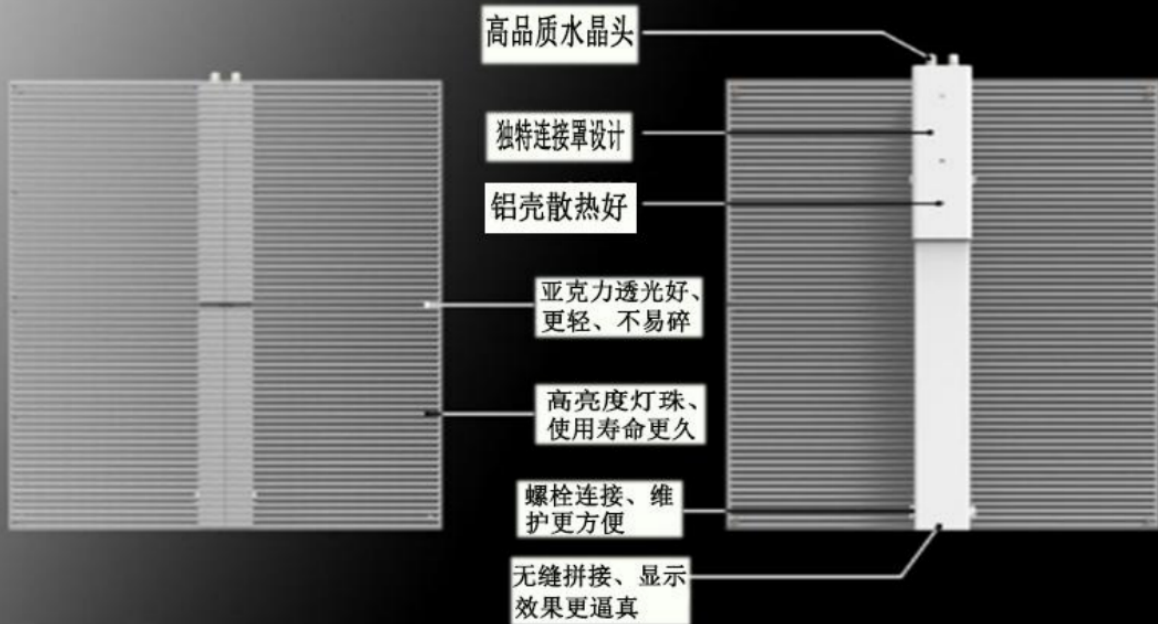 高品质水晶头
独特连接罩设计
铝壳散热好
亚克力透光好、
更轻、不易碎
高亮度灯珠、
使用寿命更久
螺栓连接、维
护更方便
无缝拼接、显示
效果更逼真